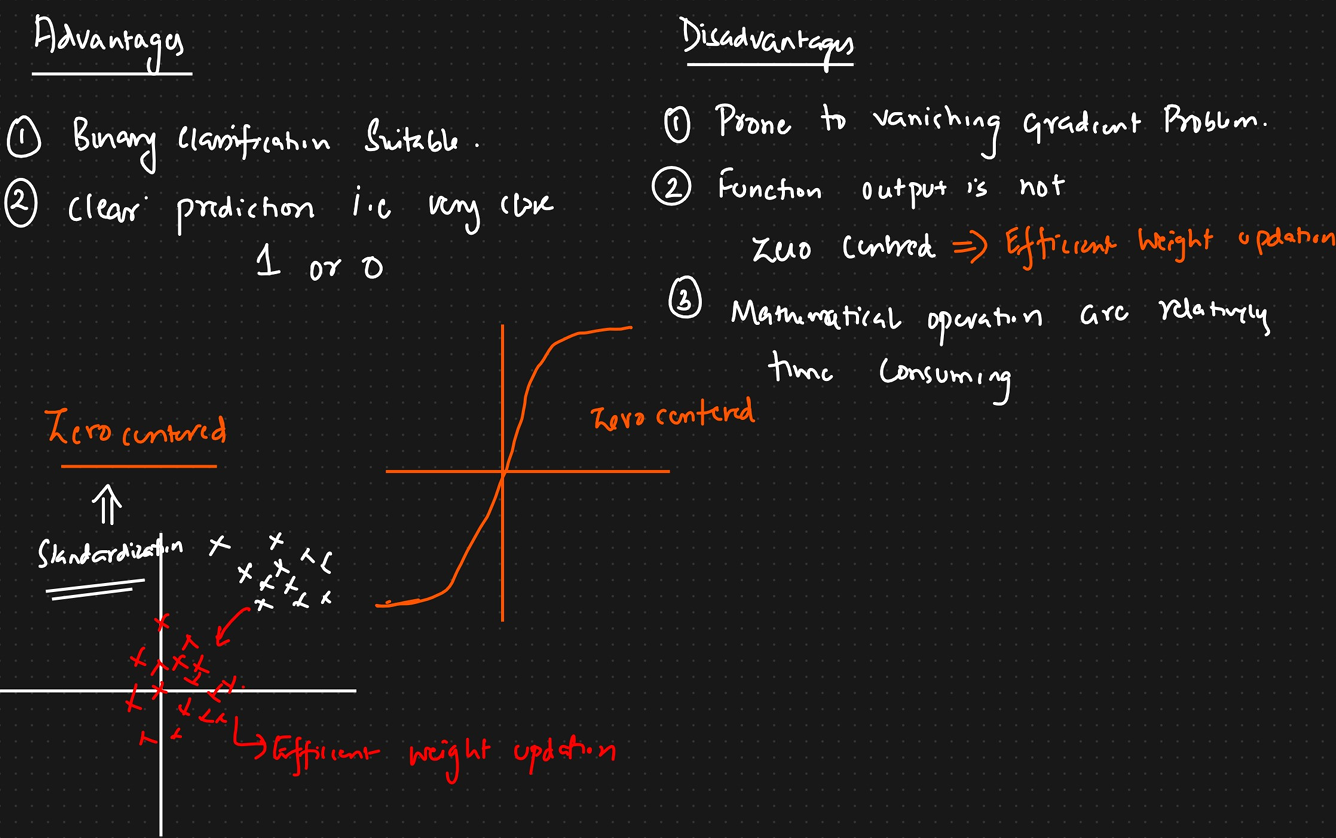 Advantages
① Binary classification Suitable.
② Clear prediction i.e very close
1 or 0
Disadvantages
① Prone to vanishing gradient Problem.
② Function output is not
zero centred => Efficient weight updation
③ Mathematical operation are relatively
time consuming
Zero centered
Zero centered
Standardization
Efficient weight updation